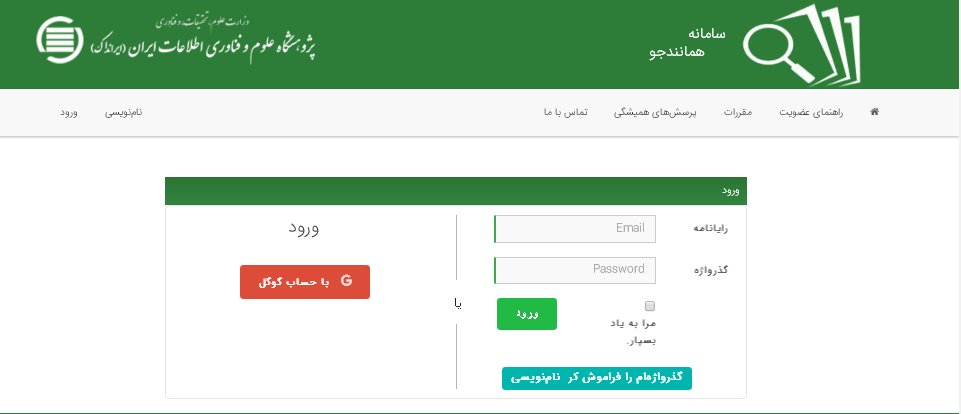 سامانه
همانندجو
وزارت علوم، تحقیقات و فناوری
پژوهشگاه علوم و فناوری اطلاعات ایران (ایرانداک)
راهنمای عضویت
مقررات
پرسش‌های همیشگی
تماس با ما
نام‌نویسی
ورود
ورود
رایانامه
Email
گذرواژه
Password
مرا به یاد
بسپار.
ورود
گذرواژه‌ام را فراموش کر نام‌نویسی
یا
ورود
با حساب گوگل